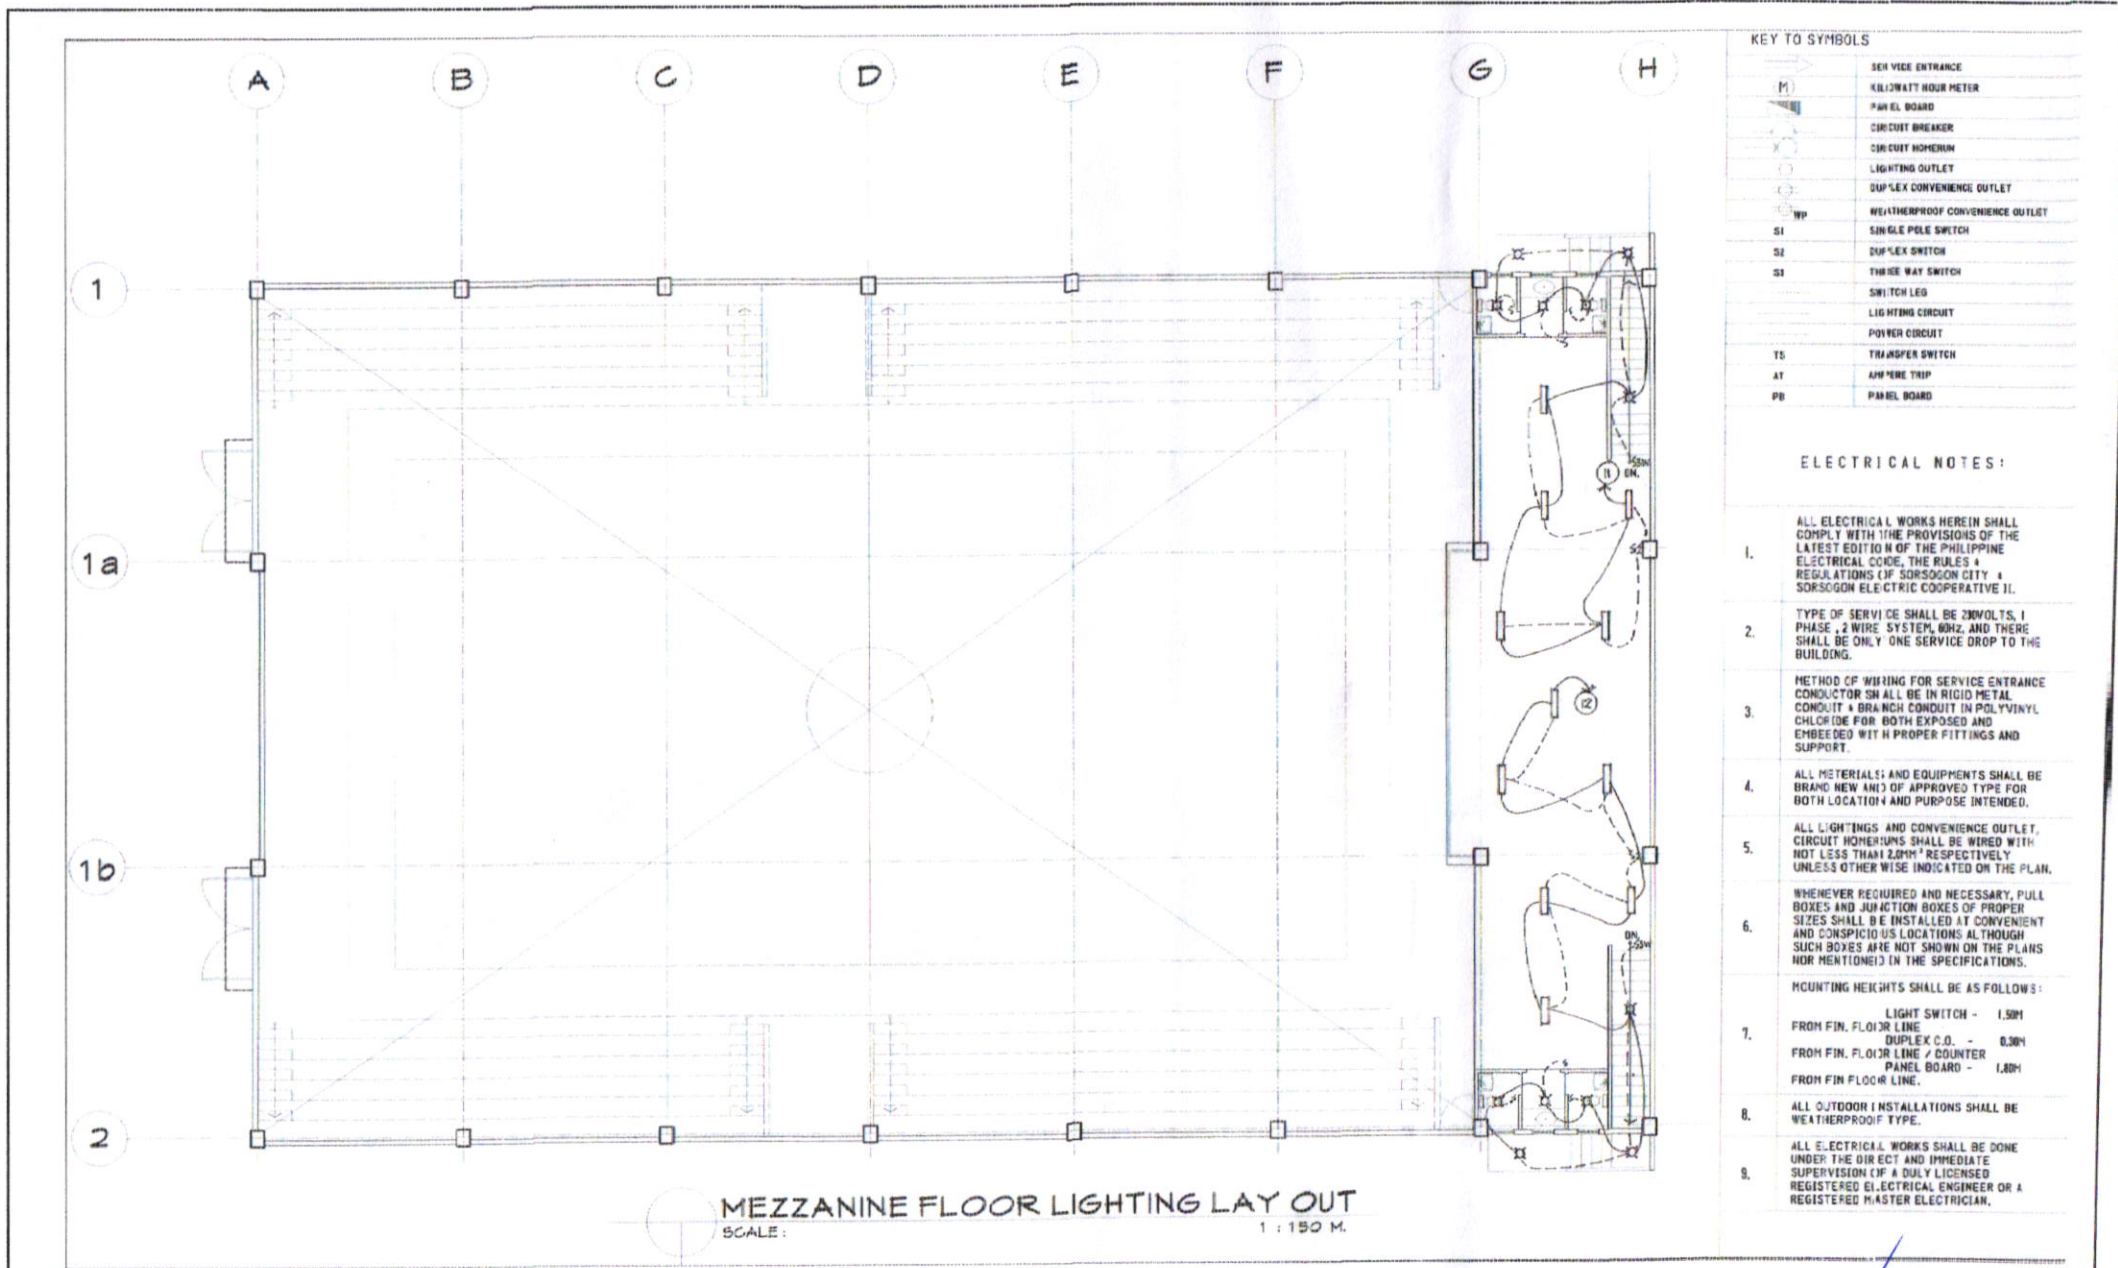 A
B
C
D
E
F
G
H
1
1a
1b
2
11
DN.
S3W
S2
12
DN.
S3W
MEZZANINE FLOOR LIGHTING LAY OUT
SCALE: 1 : 150 M.
KEY TO SYMBOLS
SERVICE ENTRANCE
M KILOWATT HOUR METER
PANEL BOARD
CIRCUIT BREAKER
CIRCUIT HOMERUN
LIGHTING OUTLET
DUPLEX CONVENIENCE OUTLET
WP WEATHERPROOF CONVENIENCE OUTLET
S1 SINGLE POLE SWITCH
S2 DUPLEX SWITCH
S3 THREE WAY SWITCH
SWITCH LEG
LIGHTING CIRCUIT
POWER CIRCUIT
TS TRANSFER SWITCH
AT AMPERE TRIP
PB PANEL BOARD
ELECTRICAL NOTES:
1. ALL ELECTRICAL WORKS HEREIN SHALL
COMPLY WITH THE PROVISIONS OF THE
LATEST EDITION OF THE PHILIPPINE
ELECTRICAL CODE, THE RULES &
REGULATIONS OF SORSOGON CITY &
SORSOGON ELECTRIC COOPERATIVE II.
2. TYPE OF SERVICE SHALL BE 230VOLTS, 1
PHASE, 2 WIRE SYSTEM, 60HZ, AND THERE
SHALL BE ONLY ONE SERVICE DROP TO THE
BUILDING.
3. METHOD OF WIRING FOR SERVICE ENTRANCE
CONDUCTOR SHALL BE IN RIGID METAL
CONDUIT & BRANCH CONDUIT IN POLYVINYL
CHLORIDE FOR BOTH EXPOSED AND
EMBEEDED WITH PROPER FITTINGS AND
SUPPORT.
4. ALL METERIALS AND EQUIPMENTS SHALL BE
BRAND NEW AND OF APPROVED TYPE FOR
BOTH LOCATION AND PURPOSE INTENDED.
5. ALL LIGHTINGS AND CONVENIENCE OUTLET,
CIRCUIT HOMERUNS SHALL BE WIRED WITH
NOT LESS THAN 2.0MM² RESPECTIVELY
UNLESS OTHER WISE INDICATED ON THE PLAN.
6. WHENEVER REQUIRED AND NECESSARY, PULL
BOXES AND JUNCTION BOXES OF PROPER
SIZES SHALL BE INSTALLED AT CONVENIENT
AND CONSPICIOUS LOCATIONS ALTHOUGH
SUCH BOXES ARE NOT SHOWN ON THE PLANS
NOR MENTIONED IN THE SPECIFICATIONS.
7. MOUNTING HEIGHTS SHALL BE AS FOLLOWS:
LIGHT SWITCH - 1.50M
FROM FIN. FLOOR LINE
DUPLEX C.O. - 0.30M
FROM FIN. FLOOR LINE / COUNTER
PANEL BOARD - 1.80M
FROM FIN FLOOR LINE.
8. ALL OUTDOOR INSTALLATIONS SHALL BE
WEATHERPROOF TYPE.
9. ALL ELECTRICAL WORKS SHALL BE DONE
UNDER THE DIRECT AND IMMEDIATE
SUPERVISION OF A DULY LICENSED
REGISTERED ELECTRICAL ENGINEER OR A
REGISTERED MASTER ELECTRICIAN.